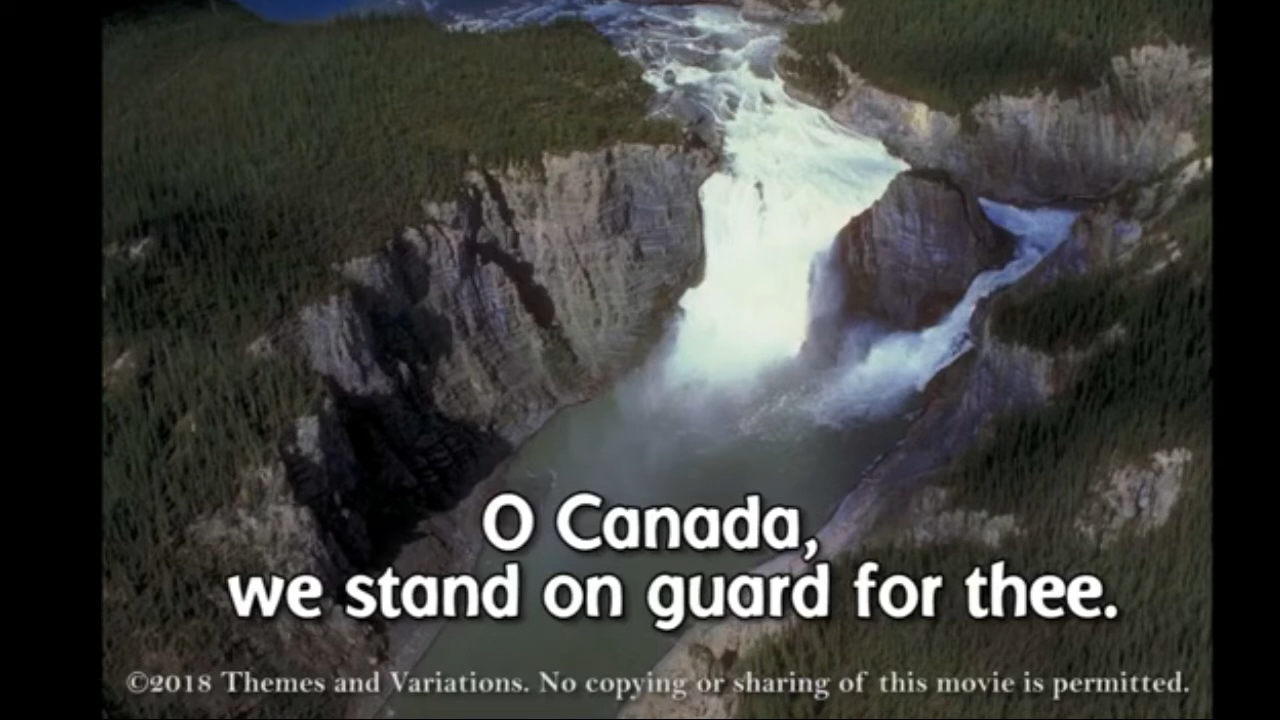 O Canada,
we stand on guard for thee.
©2018 Themes and Variations. No copying or sharing of this movie is permitted.